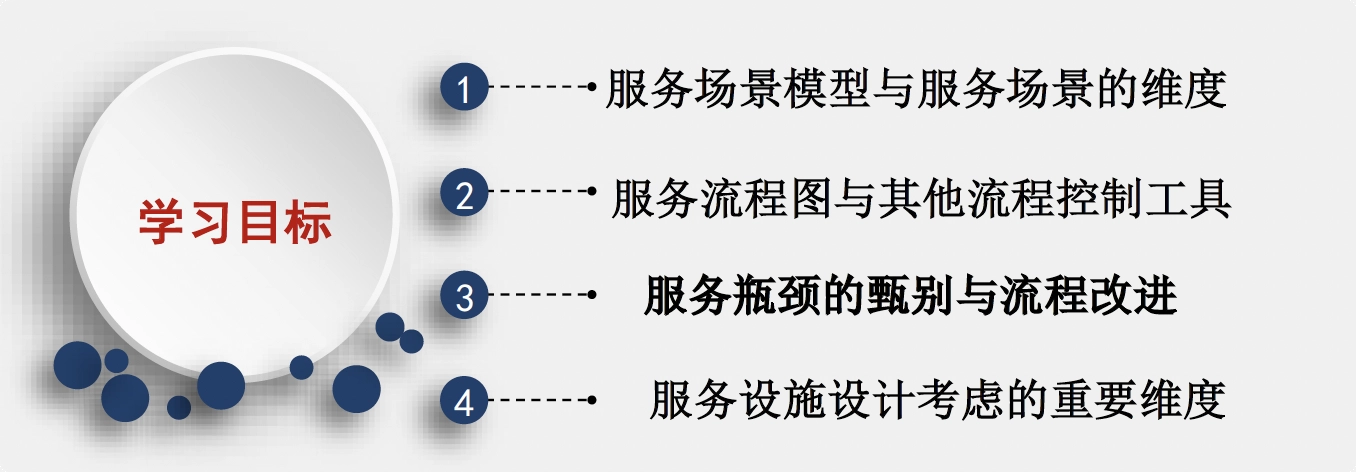 学习目标
1 服务场景模型与服务场景的维度
2 服务流程图与其他流程控制工具
3 服务瓶颈的甄别与流程改进
4 服务设施设计考虑的重要维度